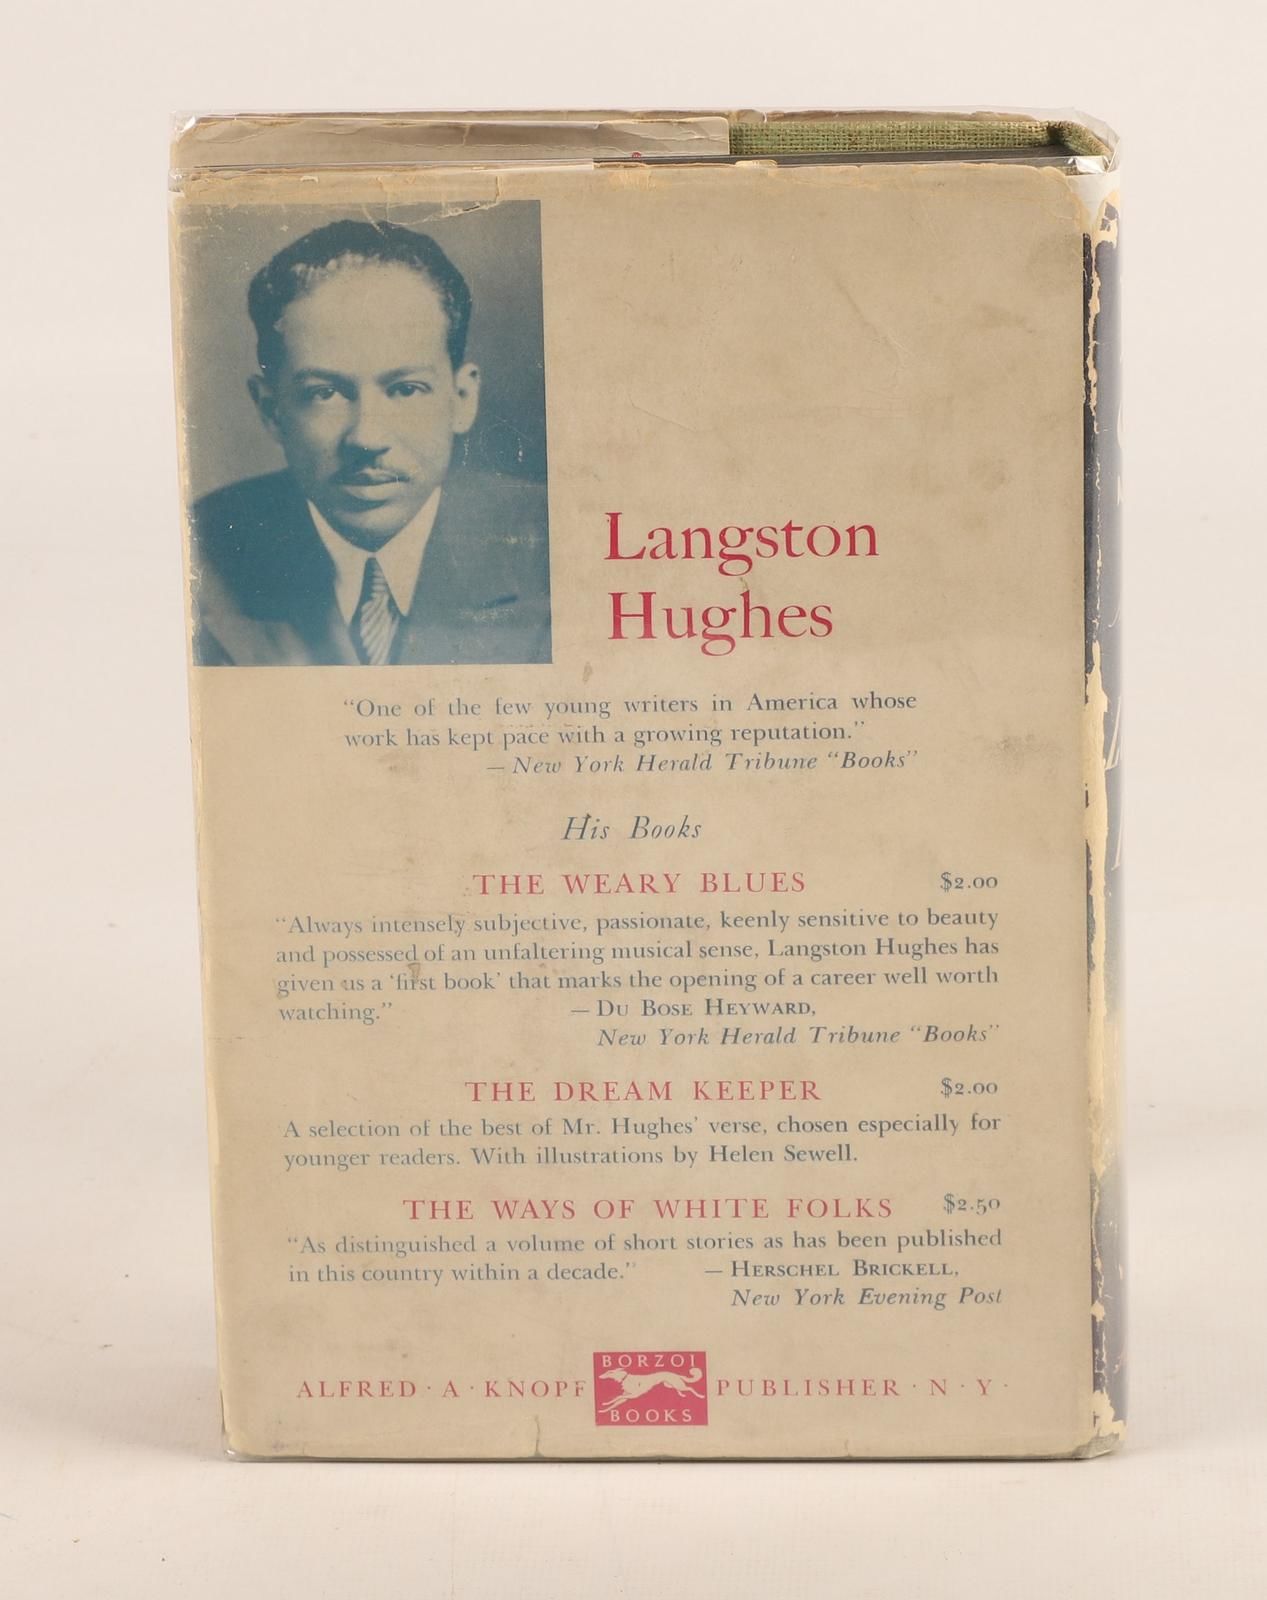 Langston
Hughes
“One of the few young writers in America whose
work has kept pace with a growing reputation.”
— New York Herald Tribune “Books”
His Books
THE WEARY BLUES $2.00
“Always intensely subjective, passionate, keenly sensitive to beauty
and possessed of an unfaltering musical sense, Langston Hughes has
given us a ‘first book’ that marks the opening of a career well worth
watching.” — DU BOSE HEYWARD,
New York Herald Tribune “Books”
THE DREAM KEEPER $2.00
A selection of the best of Mr. Hughes’ verse, chosen especially for
younger readers. With illustrations by Helen Sewell.
THE WAYS OF WHITE FOLKS $2.50
“As distinguished a volume of short stories as has been published
in this country within a decade.” — HERSCHEL BRICKELL,
New York Evening Post
BORZOI
ALFRED · A · KNOPF PUBLISHER · N · Y ·
BOOKS